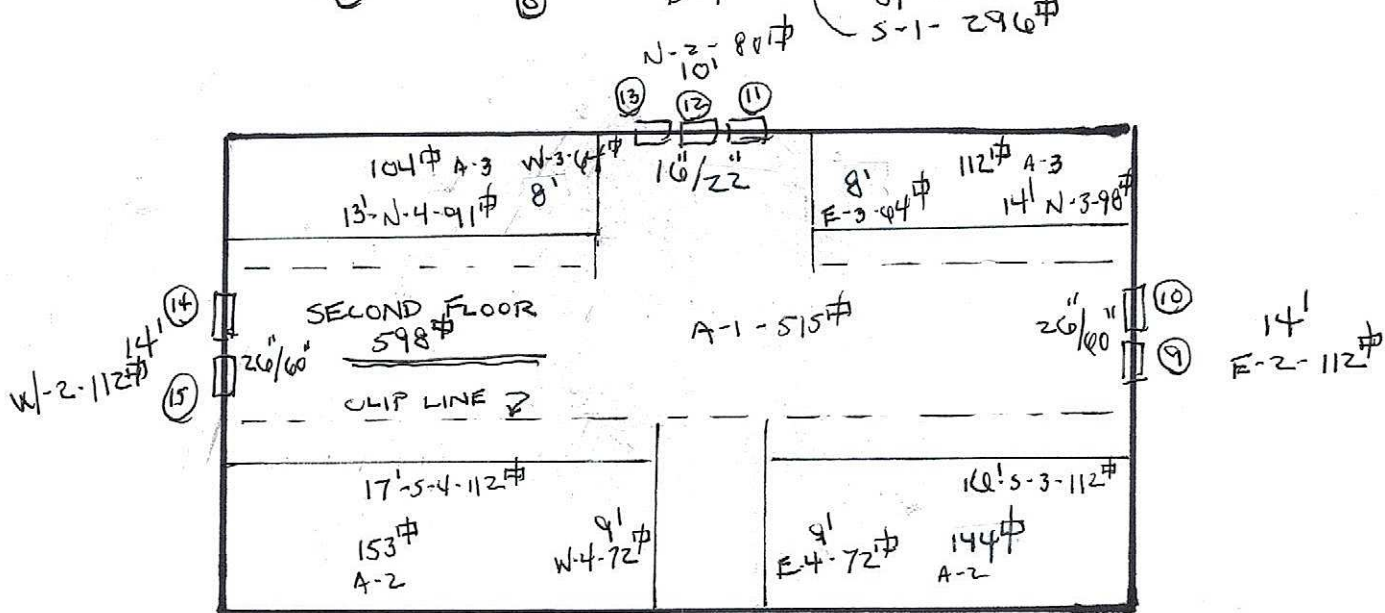 ⑧
S-1- 296⏍
N-2- 80⏍
10'
⑬ ⑫ ⑪
16"/22"
104⏍ A-3 W-3-64⏍
13'-N-4-91⏍ 8'
8' 112⏍ A-3
E-3-64⏍ 14' N-3-98⏍
⑭
14'
W-2-112⏍
⑮
26"/60"
SECOND FLOOR
598⏍
CLIP LINE
A-1-515⏍
26"/60"
⑩
⑨
14'
E-2-112⏍
17'-S-4-112⏍
153⏍
A-2
9'
W-4-72⏍
16'-S-3-112⏍
9'
E-4-72⏍
144⏍
A-2